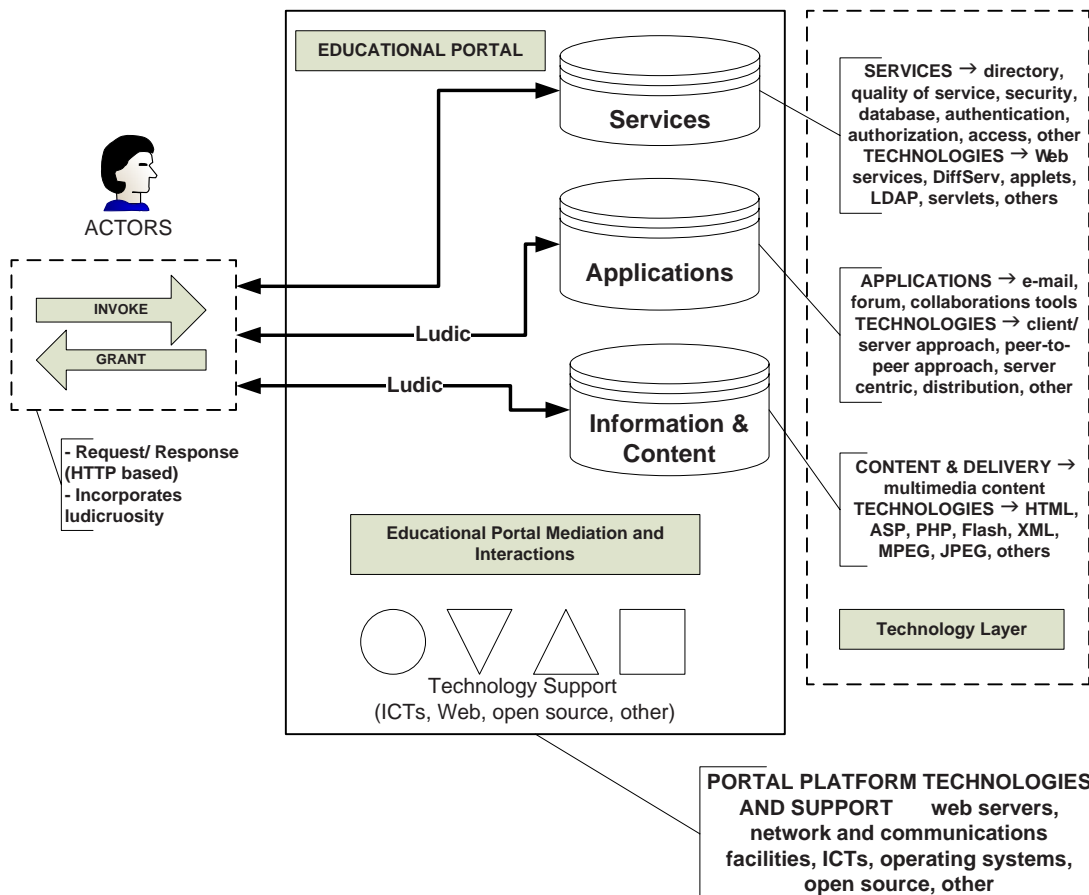 EDUCATIONAL PORTAL
Services
SERVICES → directory,
quality of service, security,
database, authentication,
authorization, access, other
TECHNOLOGIES → Web
services, DiffServ, applets,
LDAP, servlets, others
ACTORS
INVOKE
GRANT
Applications
Ludic
APPLICATIONS → e-mail,
forum, collaborations tools
TECHNOLOGIES → client/
server approach, peer-to-
peer approach, server
centric, distribution, other
Ludic
Information &
Content
- Request/ Response
(HTTP based)
- Incorporates
ludicruosity
CONTENT & DELIVERY →
multimedia content
TECHNOLOGIES → HTML,
ASP, PHP, Flash, XML,
MPEG, JPEG, others
Educational Portal Mediation and
Interactions
Technology Layer
Technology Support
(ICTs, Web, open source, other)
PORTAL PLATFORM TECHNOLOGIES
AND SUPPORT web servers,
network and communications
facilities, ICTs, operating systems,
open source, other